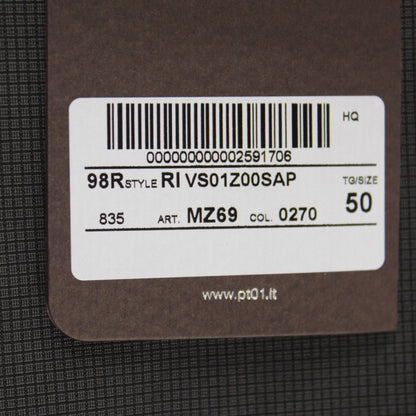 HQ
000000000002591706
98R STYLE RI VS01Z00SAP TG/SIZE
835 ART. MZ69 COL. 0270 50
www.pt01.it